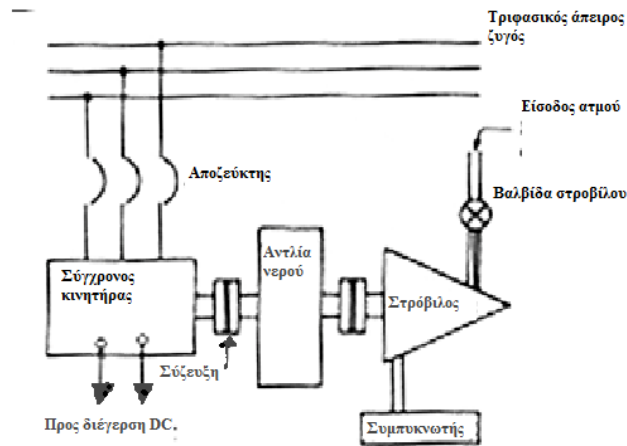 Τριφασικός άπειρος
ζυγός
Είσοδος ατμού
Αποζεύκτης
Βαλβίδα στροβίλου
Σύγχρονος
κινητήρας
Αντλία
νερού
Στρόβιλος
Σύζευξη
Προς διέγερση DC.
Συμπυκνωτής